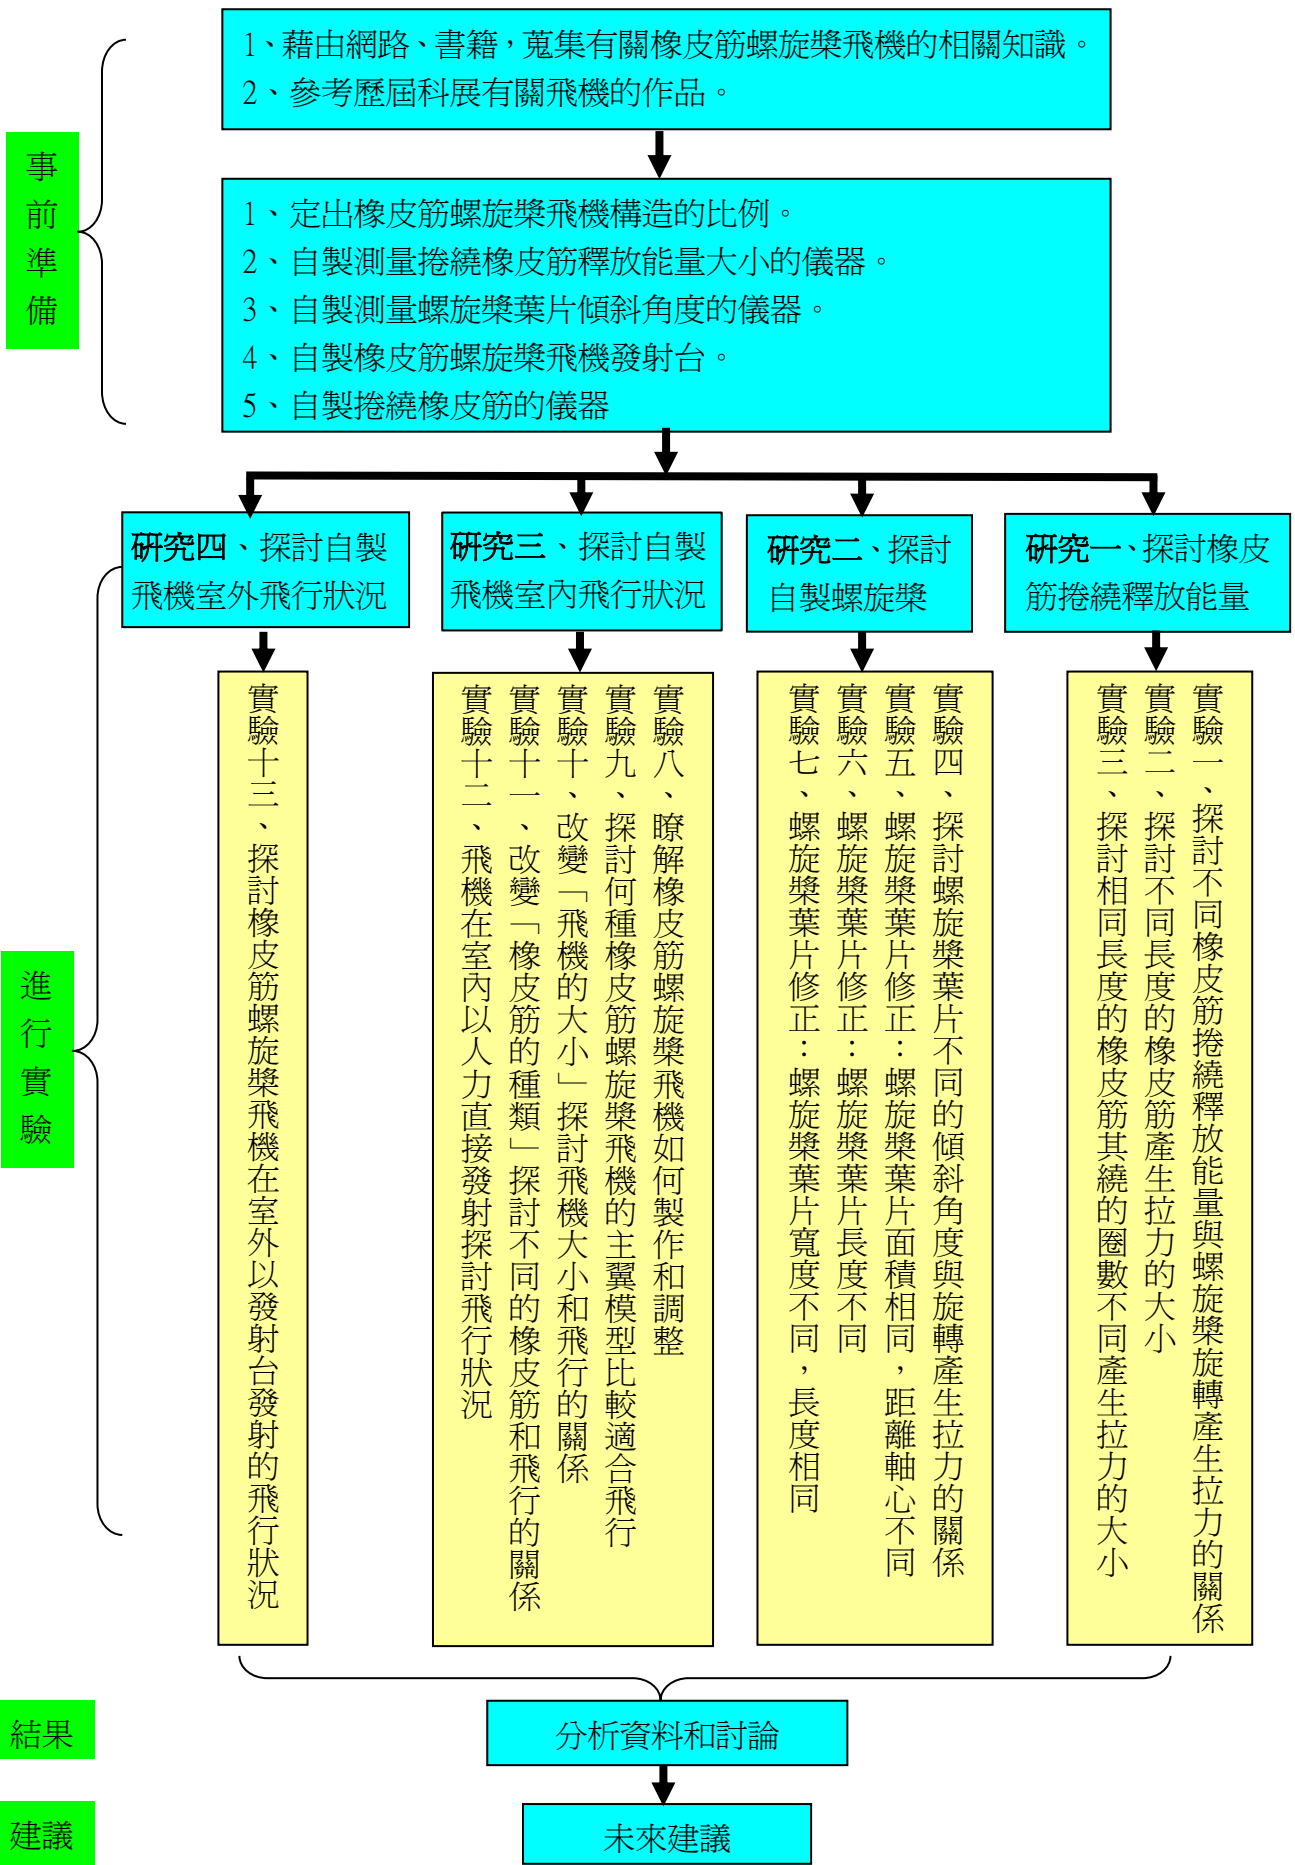 事前準備
1、藉由網路、書籍，蒐集有關橡皮筋螺旋槳飛機的相關知識。
2、參考歷屆科展有關飛機的作品。
1、定出橡皮筋螺旋槳飛機構造的比例。
2、自製測量捲繞橡皮筋釋放能量大小的儀器。
3、自製測量螺旋槳葉片傾斜角度的儀器。
4、自製橡皮筋螺旋槳飛機發射台。
5、自製捲繞橡皮筋的儀器
進行實驗
研究一、探討橡皮
筋捲繞釋放能量
實驗一、探討不同橡皮筋捲繞釋放能量與螺旋槳旋轉產生拉力的關係
實驗二、探討不同長度的橡皮筋產生拉力的大小
實驗三、探討相同長度的橡皮筋其繞的圈數不同產生拉力的大小
研究二、探討
自製螺旋槳
實驗四、探討螺旋槳葉片不同的傾斜角度與旋轉產生拉力的關係
實驗五、螺旋槳葉片修正：螺旋槳葉片面積相同，距離軸心不同
實驗六、螺旋槳葉片修正：螺旋槳葉片長度不同
實驗七、螺旋槳葉片修正：螺旋槳葉片寬度不同，長度相同
研究三、探討自製
飛機室內飛行狀況
實驗八、瞭解橡皮筋螺旋槳飛機如何製作和調整
實驗九、探討何種橡皮筋螺旋槳飛機的主翼模型比較適合飛行
實驗十、改變「飛機的大小」探討飛機大小和飛行的關係
實驗十一、改變「橡皮筋的種類」探討不同的橡皮筋和飛行的關係
實驗十二、飛機在室內以人力直接發射探討飛行狀況
研究四、探討自製
飛機室外飛行狀況
實驗十三、探討橡皮筋螺旋槳飛機在室外以發射台發射的飛行狀況
結果
分析資料和討論
建議
未來建議